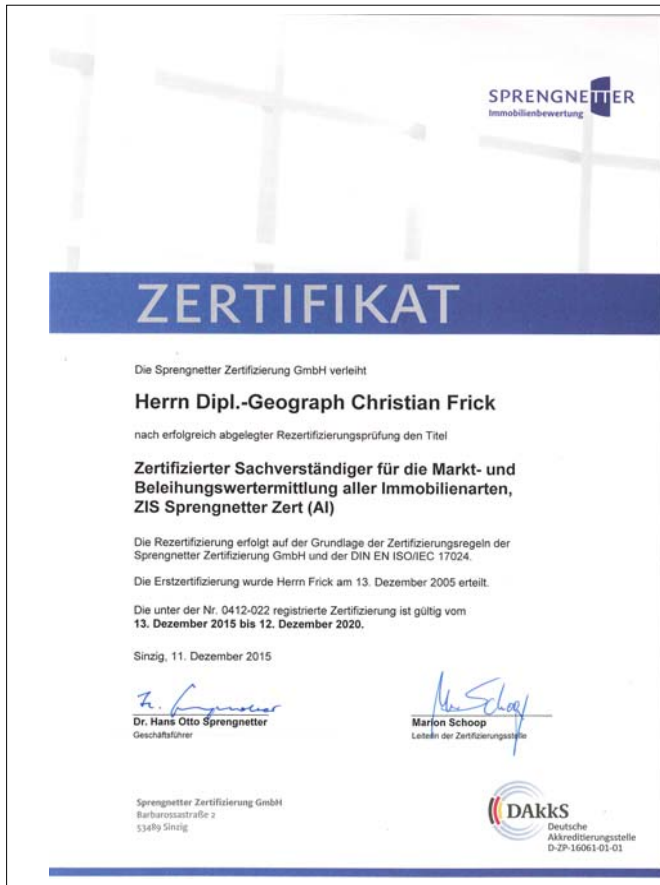 SPRENGNETTER
Immobilienbewertung
ZERTIFIKAT
Die Sprengnetter Zertifizierung GmbH verleiht
Herrn Dipl.-Geograph Christian Frick
nach erfolgreich abgelegter Rezertifizierungsprüfung den Titel
Zertifizierter Sachverständiger für die Markt- und
Beleihungswertermittlung aller Immobilienarten,
ZIS Sprengnetter Zert (AI)
Die Rezertifizierung erfolgt auf der Grundlage der Zertifizierungsregeln der
Sprengnetter Zertifizierung GmbH und der DIN EN ISO/IEC 17024.
Die Erstzertifizierung wurde Herrn Frick am 13. Dezember 2005 erteilt.
Die unter der Nr. 0412-022 registrierte Zertifizierung ist gültig vom
13. Dezember 2015 bis 12. Dezember 2020.
Sinzig, 11. Dezember 2015
Dr. Hans Otto Sprengnetter
Geschäftsführer
Marion Schoop
Leiterin der Zertifizierungsstelle
Sprengnetter Zertifizierung GmbH
Barbarossastraße 2
53489 Sinzig
DAkkS
Deutsche
Akkreditierungsstelle
D-ZP-16061-01-01